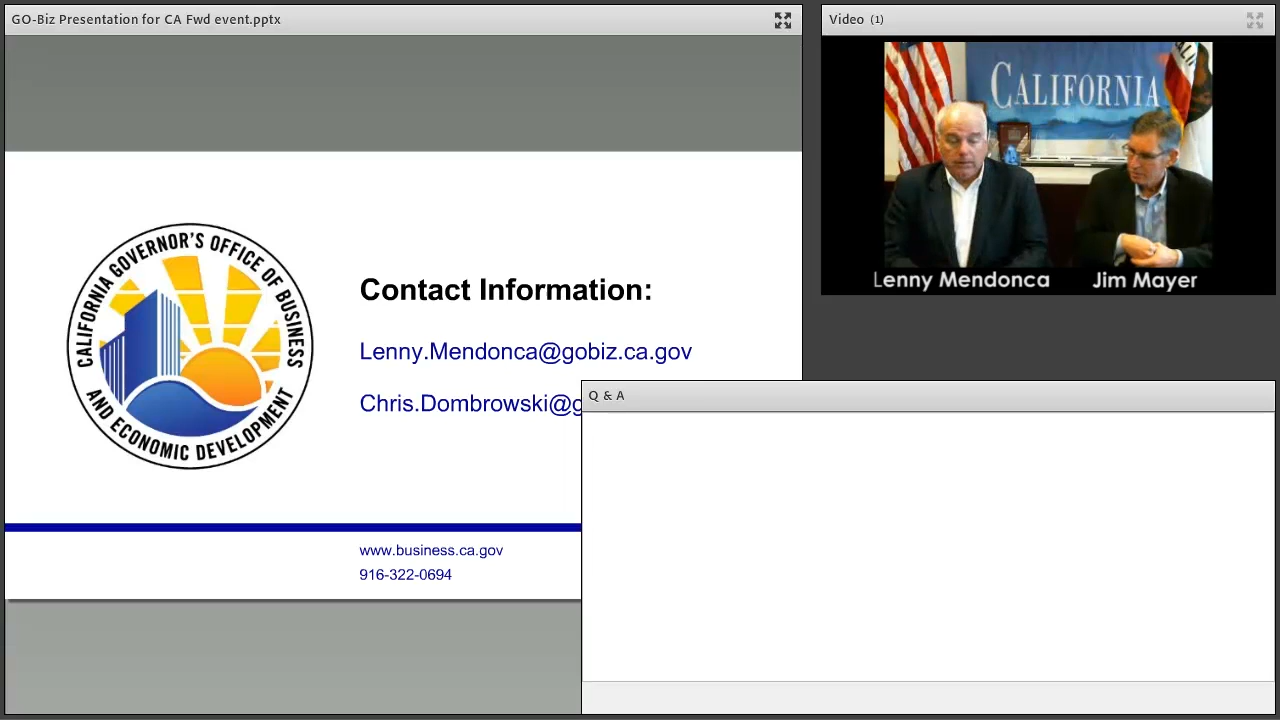 GO-Biz Presentation for CA Fwd event.pptx
Video (1)
CALIFORNIA
Lenny Mendonca
Jim Mayer
CALIFORNIA GOVERNOR'S OFFICE OF BUSINESS
AND ECONOMIC DEVELOPMENT
Contact Information:
Lenny.Mendonca@gobiz.ca.gov
Chris.Dombrowski@g
Q & A
www.business.ca.gov
916-322-0694